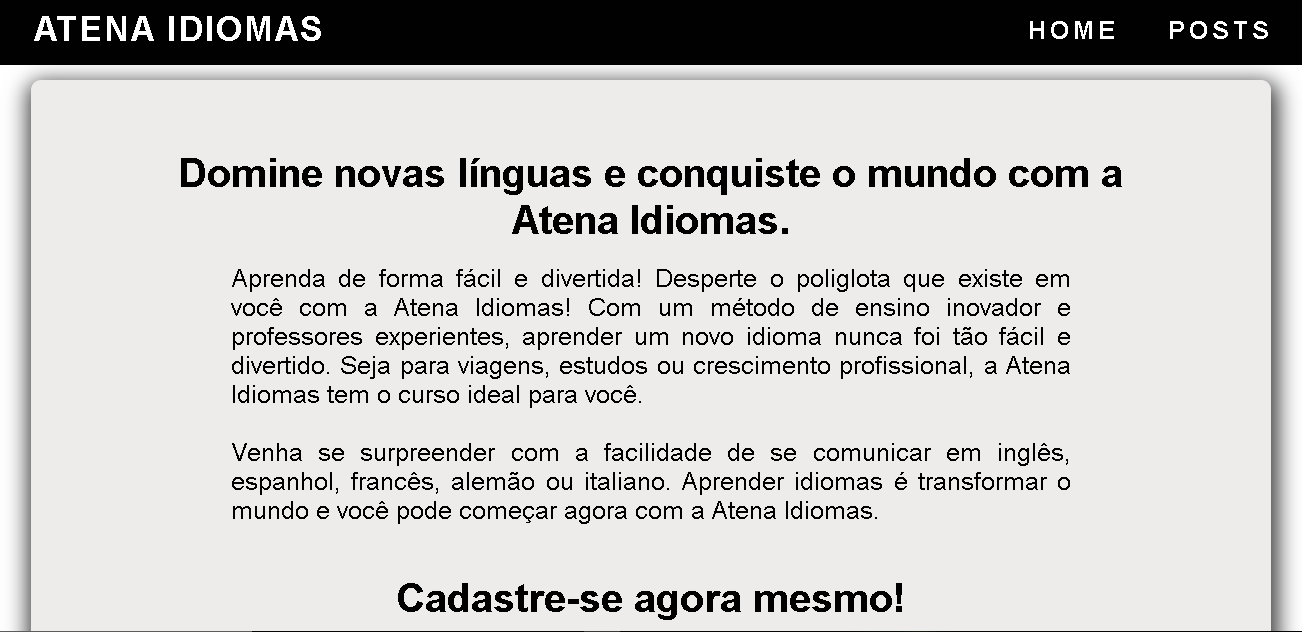 ATENA IDIOMAS HOME POSTS
Domine novas línguas e conquiste o mundo com a
Atena Idiomas.
Aprenda de forma fácil e divertida! Desperte o poliglota que existe em
você com a Atena Idiomas! Com um método de ensino inovador e
professores experientes, aprender um novo idioma nunca foi tão fácil e
divertido. Seja para viagens, estudos ou crescimento profissional, a Atena
Idiomas tem o curso ideal para você.
Venha se surpreender com a facilidade de se comunicar em inglês,
espanhol, francês, alemão ou italiano. Aprender idiomas é transformar o
mundo e você pode começar agora com a Atena Idiomas.
Cadastre-se agora mesmo!